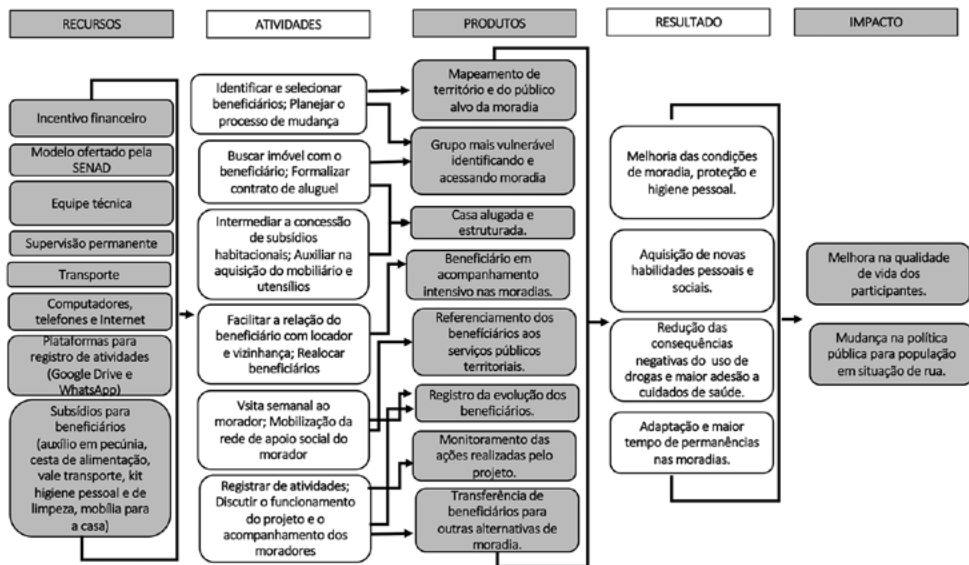 RECURSOS
ATIVIDADES
PRODUTOS
RESULTADO
IMPACTO
Incentivo financeiro
Modelo ofertado pela
SENAD
Equipe técnica
Supervisão permanente
Transporte
Computadores,
telefones e Internet
Plataformas para
registro de atividades
(Google Drive e
WhatsApp)
Subsídios para
beneficiários
(auxílio em pecúnia,
cesta de alimentação,
vale transporte, kit
higiene pessoal e de
limpeza, mobília para
a casa)
Identificar e selecionar
beneficiários; Planejar o
processo de mudança
Buscar imóvel com o
beneficiário; Formalizar
contrato de aluguel
Intermediar a concessão
de subsídios
habitacionais; Auxiliar na
aquisição do mobiliário e
utensílios
Facilitar a relação do
beneficiário com locador
e vizinhança; Realocar
beneficiários
Vsita semanal ao
morador; Mobilização da
rede de apoio social do
morador
Registrar de atividades;
Discutir o funcionamento
do projeto e o
acompanhamento dos
moradores
Mapeamento de
território e do público
alvo da moradia
Grupo mais vulnerável
identificando e
acessando moradia
Casa alugada e
estruturada.
Beneficiário em
acompanhamento
intensivo nas moradias.
Referenciamento dos
beneficiários aos
serviços públicos
territoriais.
Registro da evolução dos
beneficiários.
Monitoramento das
ações realizadas pelo
projeto.
Transferência de
beneficiários para
outras alternativas de
moradia.
Melhoria das condições
de moradia, proteção e
higiene pessoal.
Aquisição de novas
habilidades pessoais e
sociais.
Redução das
consequências
negativas do uso de
drogas e maior adesão a
cuidados de saúde.
Adaptação e maior
tempo de permanências
nas moradias.
Melhora na qualidade
de vida dos
participantes.
Mudança na política
pública para população
em situação de rua.